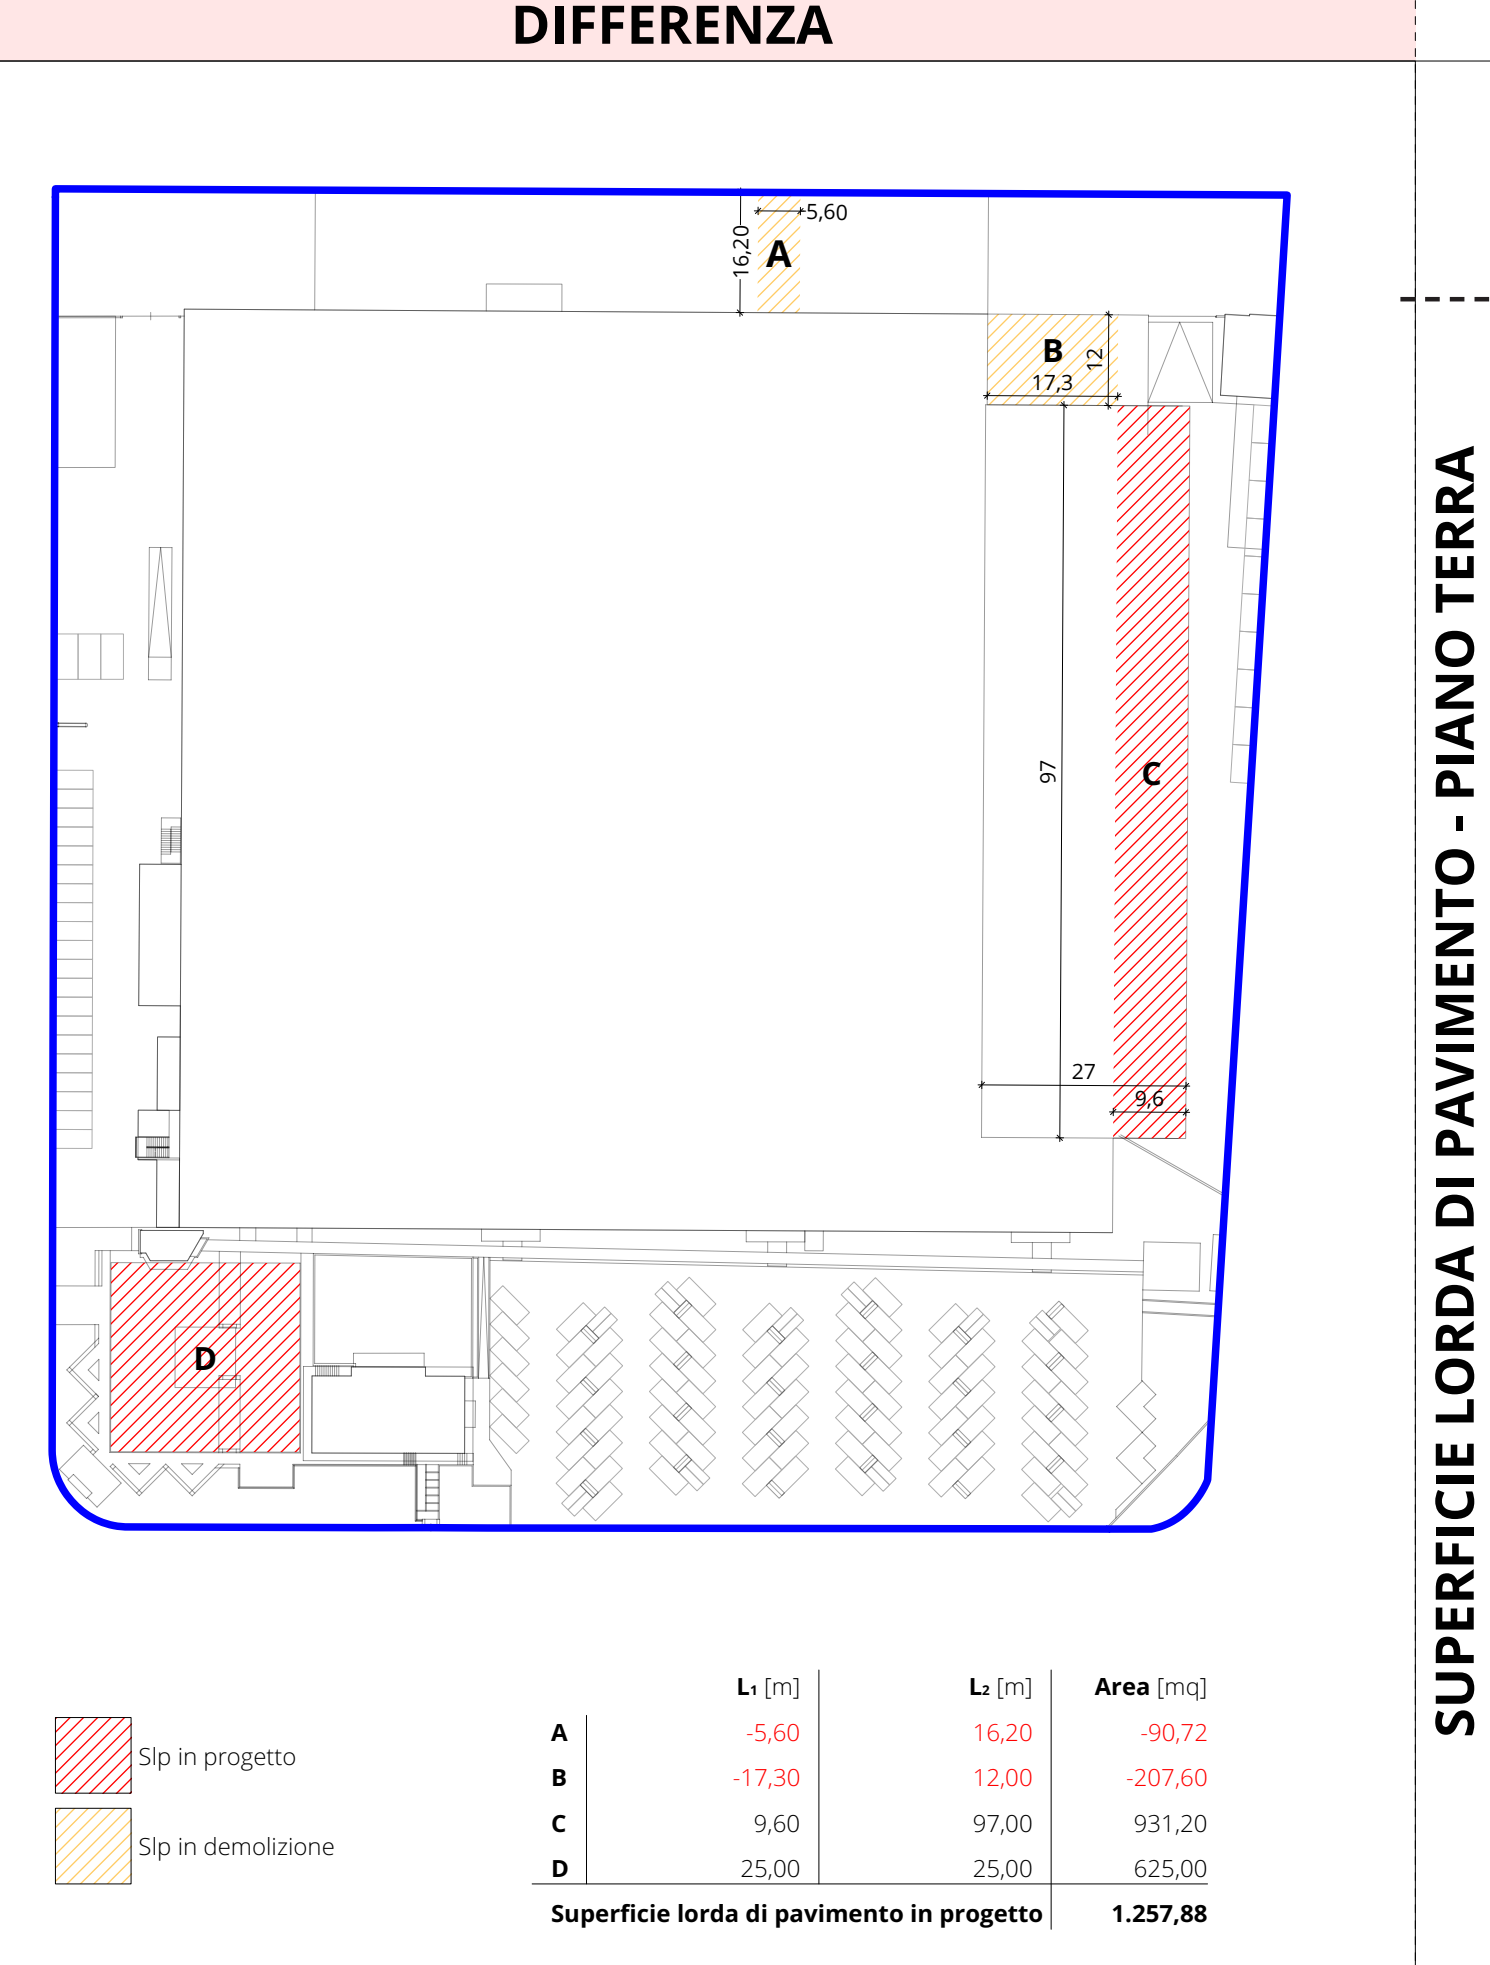 DIFFERENZA
5,60
16,20
A
B
12
17,3
97
C
27
9,6
D
SUPERFICIE LORDA DI PAVIMENTO - PIANO TERRA
Slp in progetto
Slp in demolizione
L1 [m] L2 [m] Area [mq]
A -5,60 16,20 -90,72
B -17,30 12,00 -207,60
C 9,60 97,00 931,20
D 25,00 25,00 625,00
Superficie lorda di pavimento in progetto 1.257,88